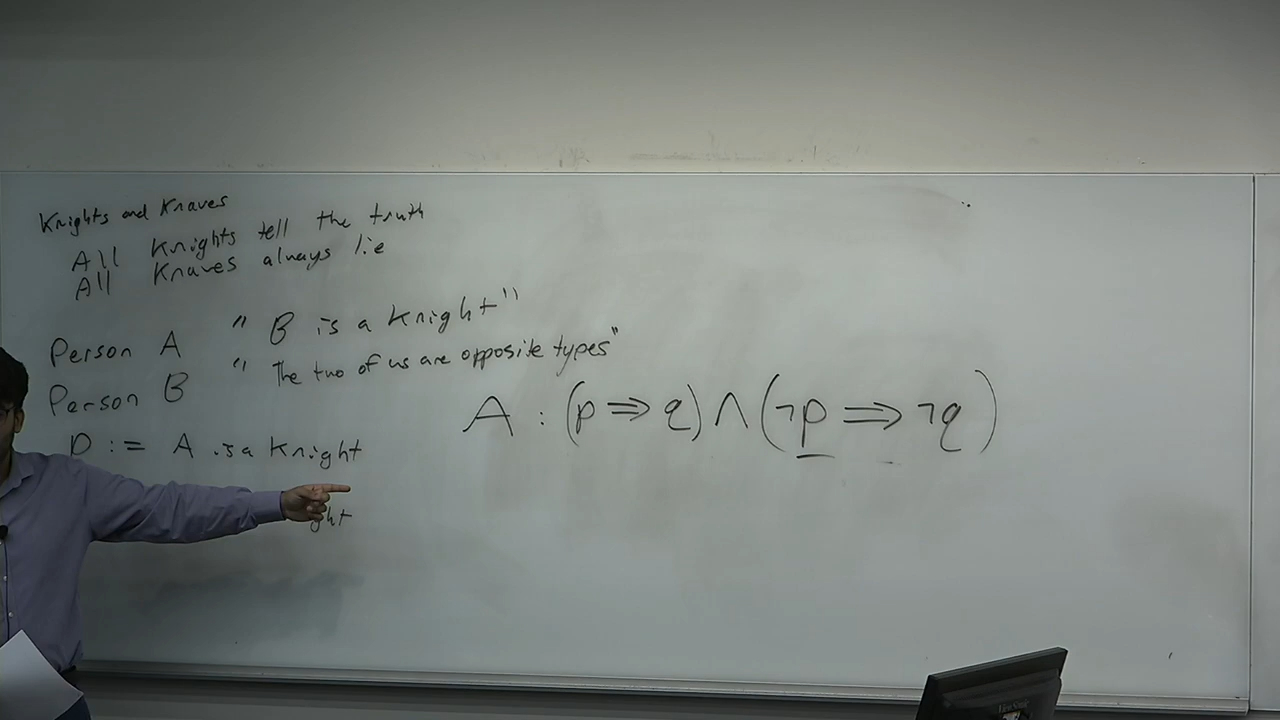 Knights and Knaves
All Knights tell the truth
All Knaves always lie
Person A " B is a Knight"
Person B " The two of us are opposite types"
p := A is a Knight
ght
A : (p ⟹ q) ∧ (¬p ⟹ ¬q)